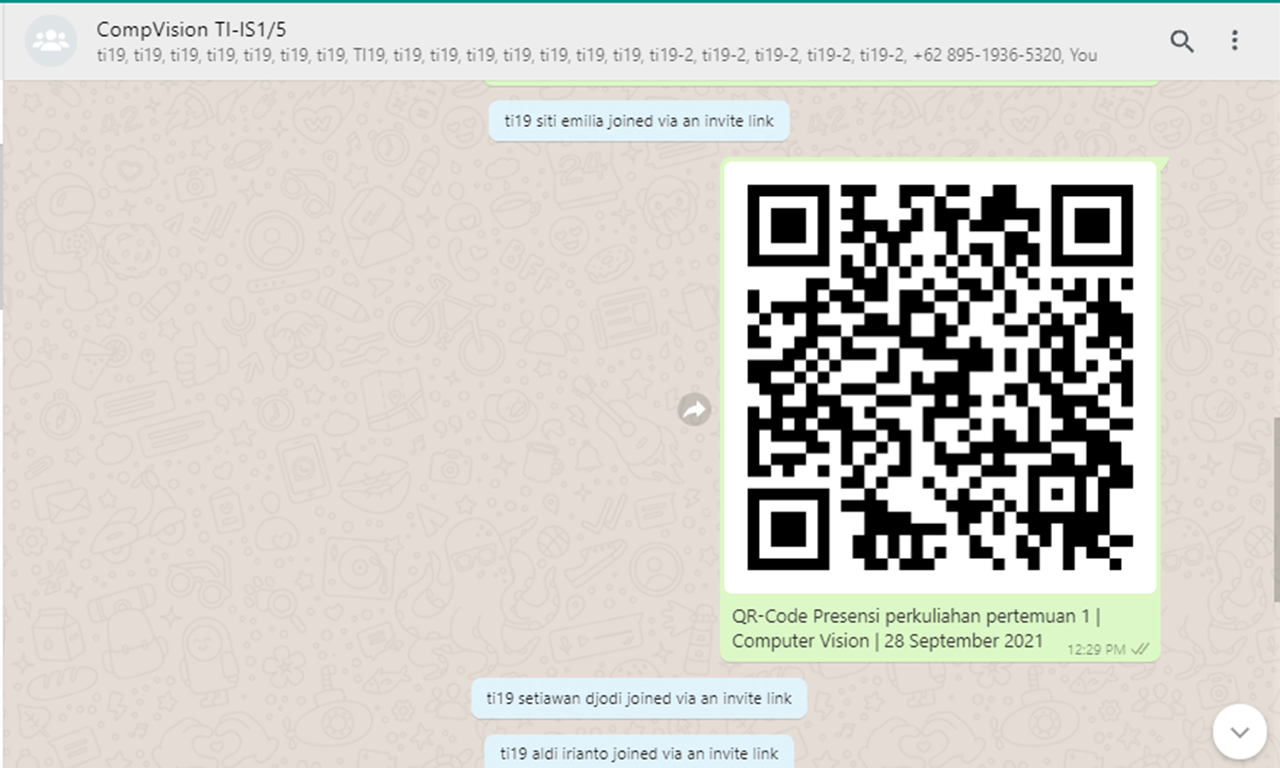 CompVision TI-IS1/5
ti19, ti19, ti19, ti19, ti19, ti19, ti19, TI19, ti19, ti19, ti19, ti19, ti19, ti19, ti19, ti19-2, ti19-2, ti19-2, ti19-2, ti19-2, +62 895-1936-5320, You
ti19 siti emilia joined via an invite link
QR-Code Presensi perkuliahan pertemuan 1 |
Computer Vision | 28 September 2021
12:29 PM
ti19 setiawan djodi joined via an invite link
ti19 aldi irianto joined via an invite link